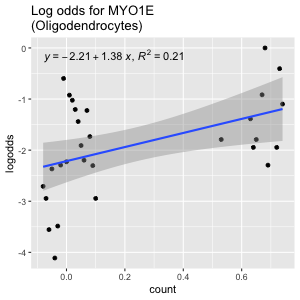 Log odds for MYO1E
(Oligodendrocytes)
y = −2.21 + 1.38 x, R² = 0.21
0
-1
-2
-3
-4
logodds
0.0 0.2 0.4 0.6
count